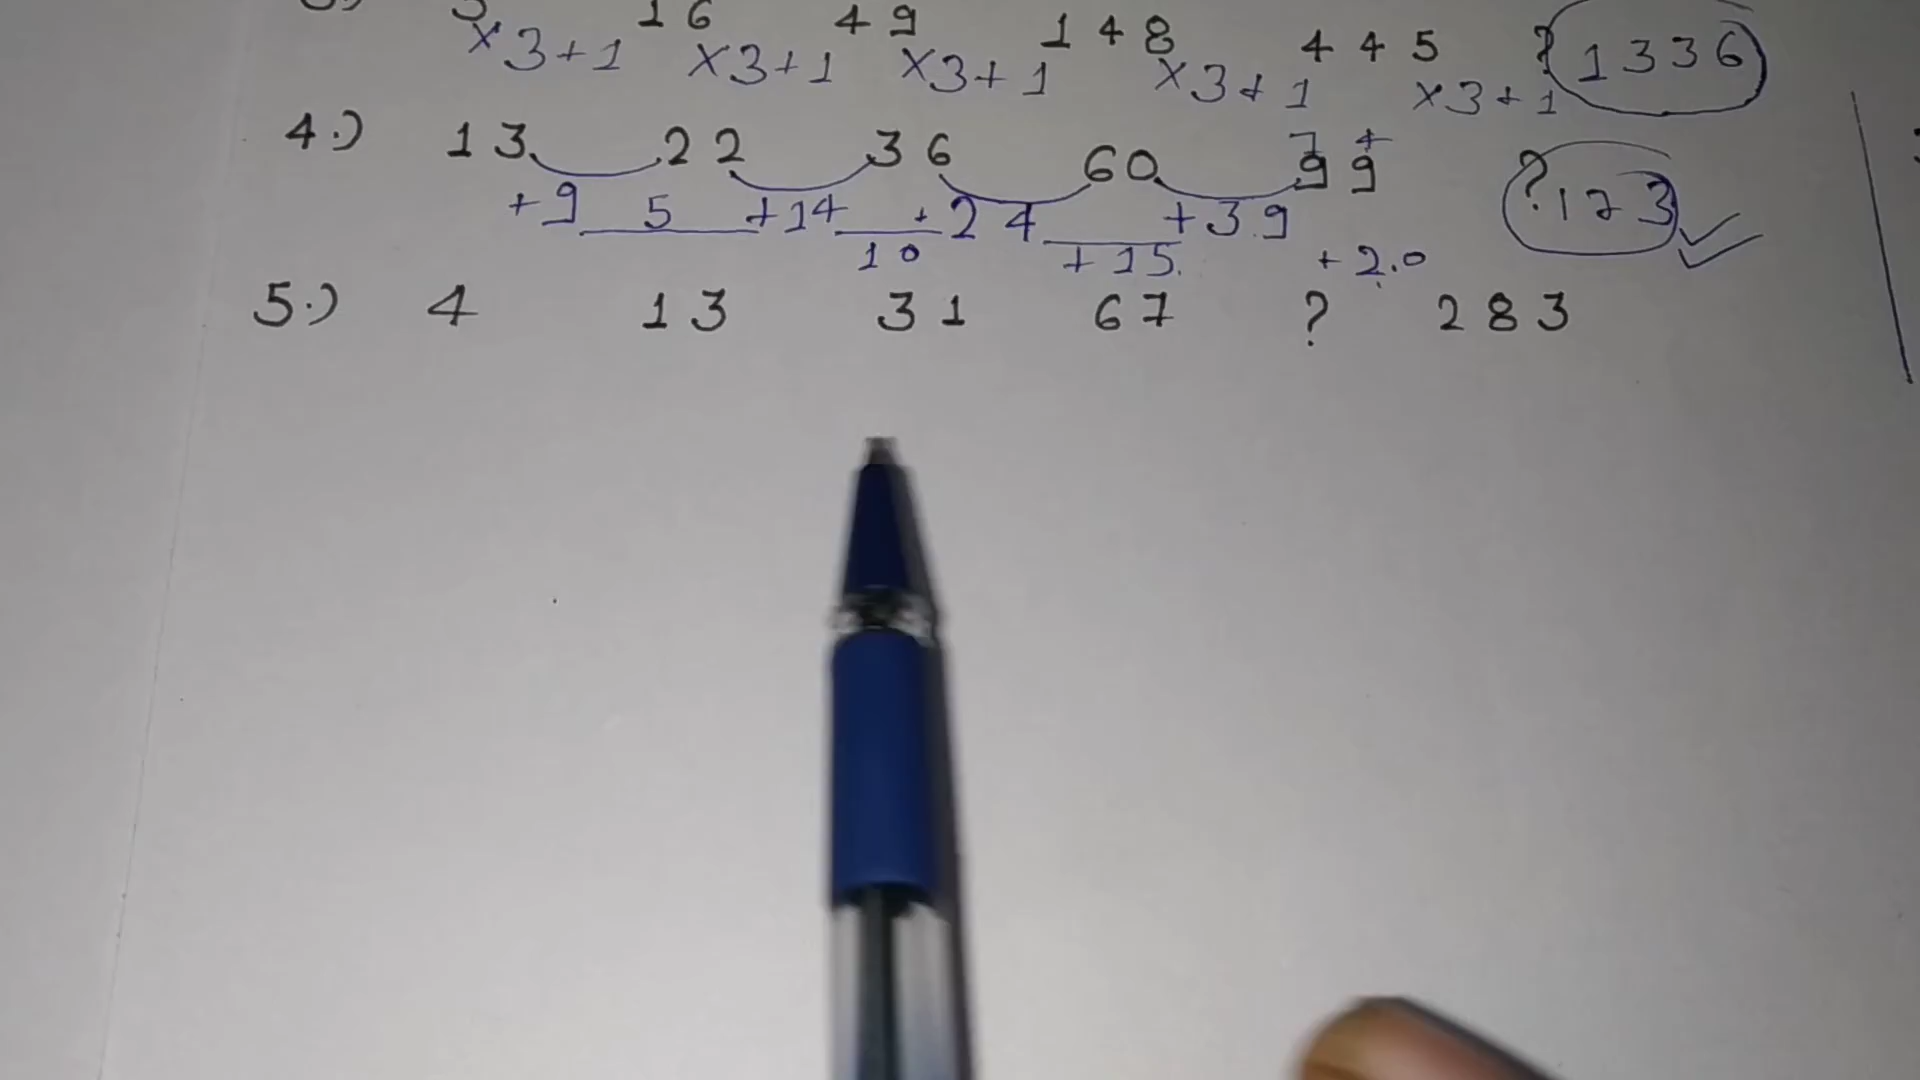 16 49 148 445 ? 1336
×3+1 ×3+1 ×3+1 ×3+1 ×3+1
4.) 13 22 36 60 99 ? 173
+9 5 +14 +24 +39
10 +15 +20
5.) 4 13 31 67 ? 283